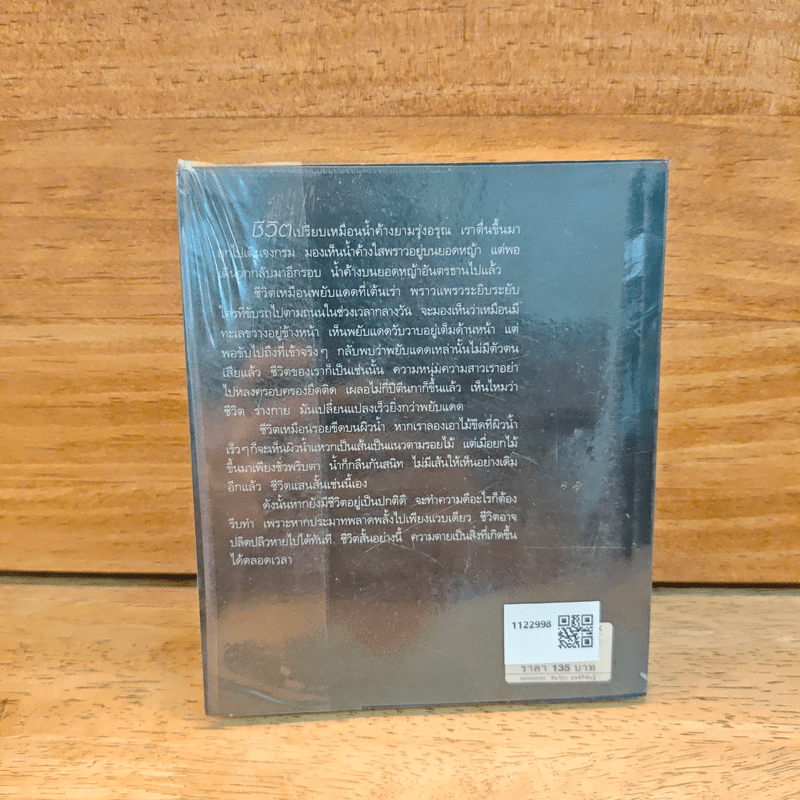 ชีวิตเปรียบเหมือนน้ำค้างยามรุ่งอรุณ เราตื่นขึ้นมา
ลุกไปเดินจงกรม มองเห็นน้ำค้างใสพราวอยู่บนยอดหญ้า แต่พอ
เดินวกกลับมาอีกรอบ น้ำค้างบนยอดหญ้าอันตรธานไปแล้ว
ชีวิตเหมือนพยับแดดที่เต้นเร่า พราวแพรวระยิบระยับ
ใครที่ขับรถไปตามถนนในช่วงเวลากลางวัน จะมองเห็นว่าเหมือนมี
ทะเลขวางอยู่ข้างหน้า เห็นพยับแดดวับวาบอยู่เต็มด้านหน้า แต่
พอขับไปถึงที่เข้าจริงๆ กลับพบว่าพยับแดดเหล่านั้นไม่มีตัวตน
เสียแล้ว ชีวิตของเราก็เป็นเช่นนั้น ความหนุ่มความสาวเราอย่า
ไปหลงครอบครองยึดติด เผลอไม่กี่ปีตีนกาก็ขึ้นแล้ว เห็นไหมว่า
ชีวิต ร่างกาย มันเปลี่ยนแปลงเร็วยิ่งกว่าพยับแดด
ชีวิตเหมือนรอยขีดบนผิวน้ำ หากเราลองเอาไม้ขีดที่ผิวน้ำ
เร็วๆก็จะเห็นผิวน้ำแหวกเป็นเส้นเป็นแนวตามรอยไม้ แต่เมื่อยกไม้
ขึ้นมาเพียงชั่วพริบตา น้ำก็กลืนกันสนิท ไม่มีเส้นให้เห็นอย่างเดิม
อีกแล้ว ชีวิตแสนสั้นเช่นนี้เอง
ดังนั้นหากยังมีชีวิตอยู่เป็นปกติดี จะทำความดีอะไรก็ต้อง
รีบทำ เพราะหากประมาทพลาดพลั้งไปเพียงแวบเดียว ชีวิตอาจ
ปลิดปลิวหายไปได้ทันที ชีวิตสั้นอย่างนี้ ความตายเป็นสิ่งที่เกิดขึ้น
ได้ตลอดเวลา
1122998
ราคา 135 บาท